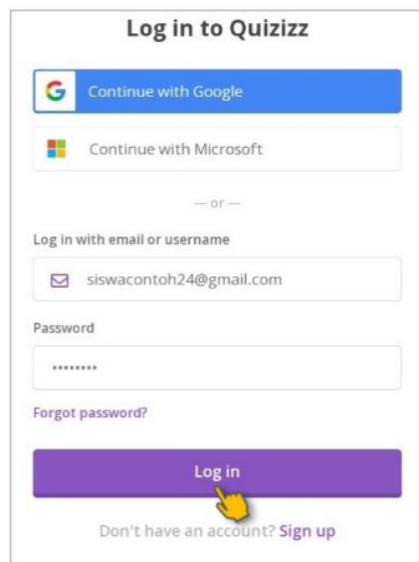 Log in to Quizizz
Continue with Google
Continue with Microsoft
— or —
Log in with email or username
siswacontoh24@gmail.com
Password
••••••••
Forgot password?
Log in
Don't have an account? Sign up